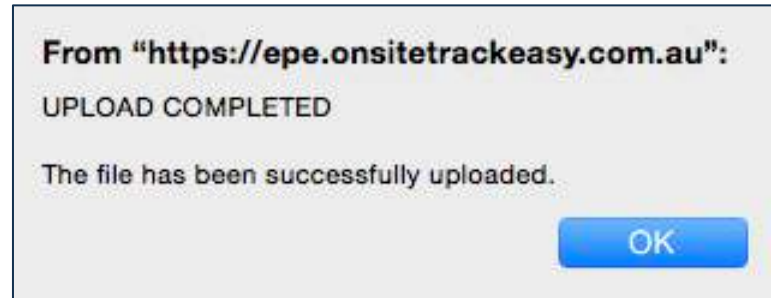 From “https://epe.onsitetrackeasy.com.au”:
UPLOAD COMPLETED
The file has been successfully uploaded.
OK